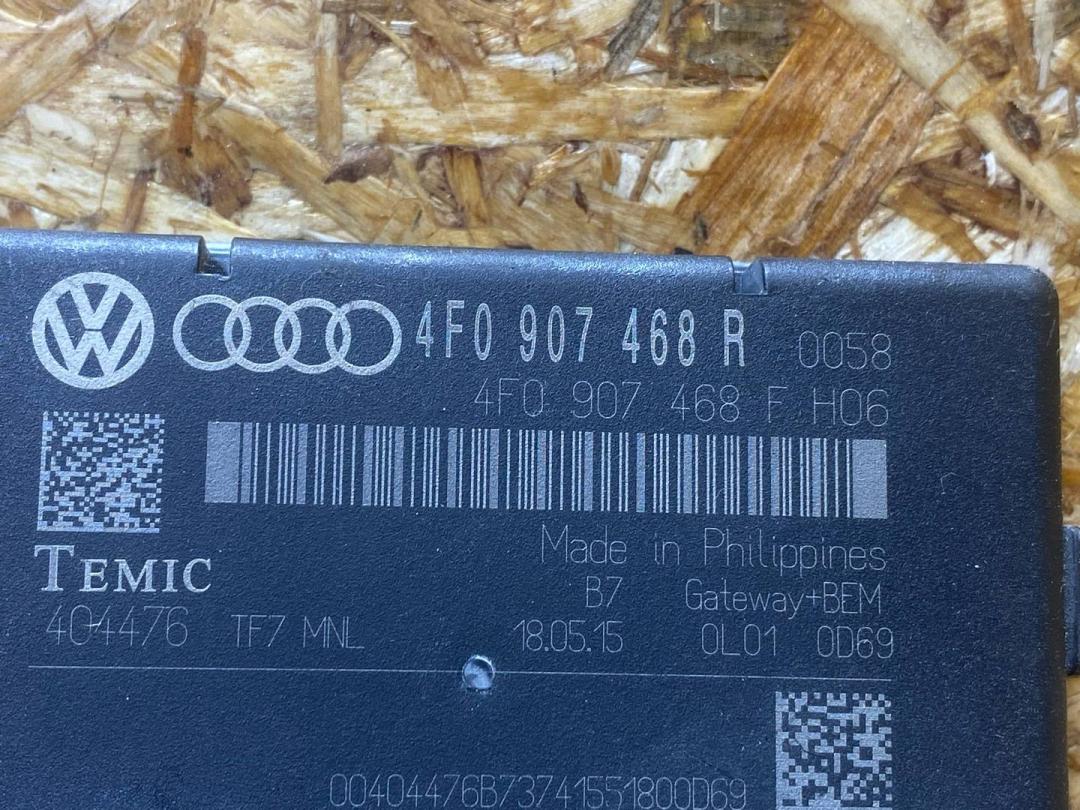 4F0 907 468 R 0058
4F0 907 468 F H06
Made in Philippines
TEMIC
B7 Gateway+BEM
404476 TF7 MNL 18.05.15 0L01 0D69
00404476B73741551800D69